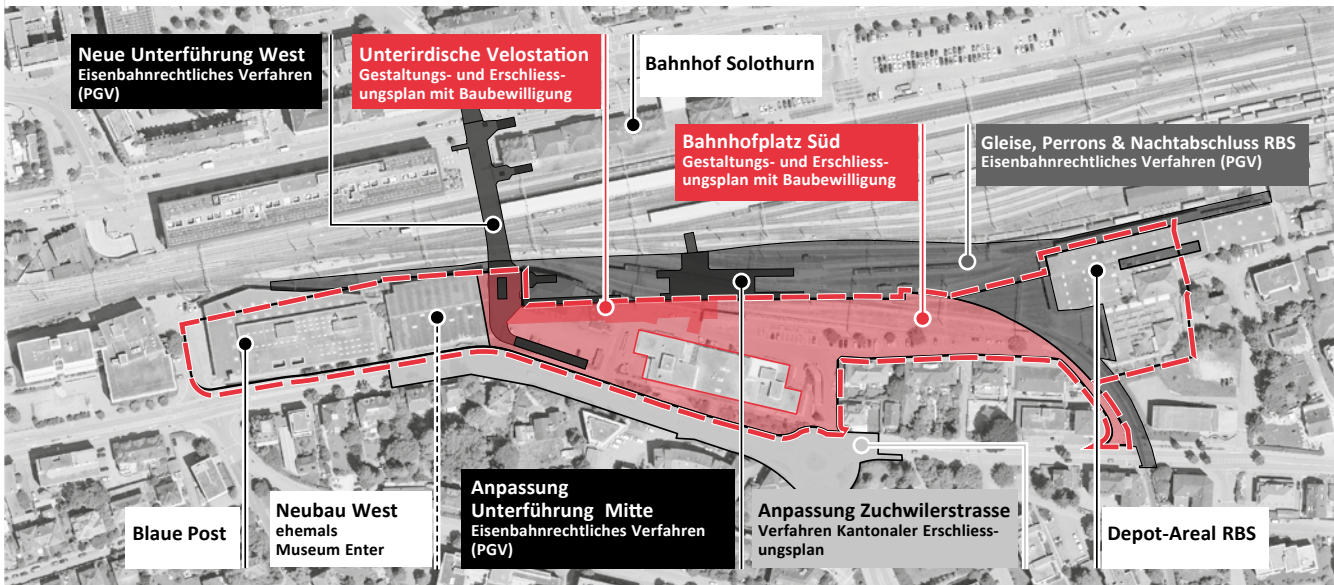 Neue Unterführung West
Eisenbahnrechtliches Verfahren
(PGV)
Unterirdische Velostation
Gestaltungs- und Erschliess-
ungsplan mit Baubewilligung
Bahnhof Solothurn
Bahnhofplatz Süd
Gestaltungs- und Erschliess-
ungsplan mit Baubewilligung
Gleise, Perrons & Nachtabschluss RBS
Eisenbahnrechtliches Verfahren (PGV)
Blaue Post
Neubau West
ehemals
Museum Enter
Anpassung
Unterführung Mitte
Eisenbahnrechtliches Verfahren
(PGV)
Anpassung Zuchwilerstrasse
Verfahren Kantonaler Erschliess-
ungsplan
Depot-Areal RBS